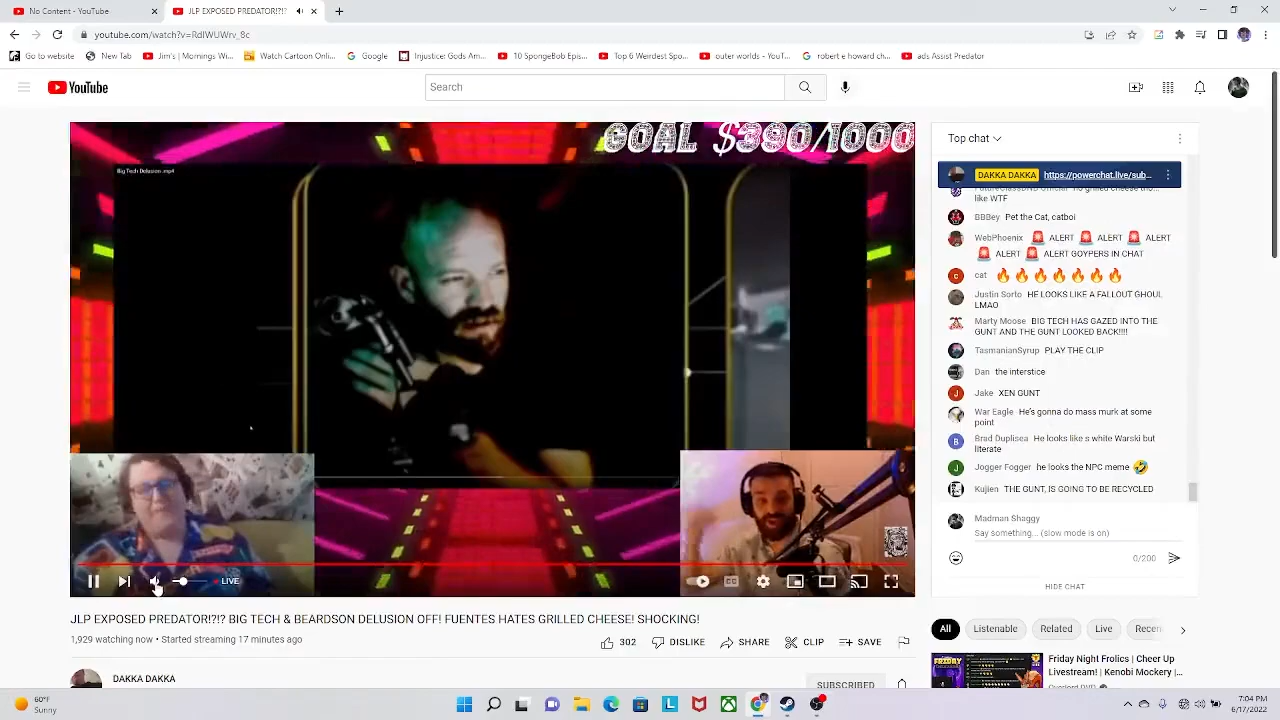 No Content - YouTube
JLP EXPOSED PREDATOR!?!?
youtube.com/watch?v=RdIWUWrv_8c
Go to website
New Tab
Jim's | Mornings Wi...
Watch Cartoon Onli...
Google
Injustice: Gods Am...
10 SpongeBob Epis...
Top 6 Weirdest Spo...
outer worlds - YouT...
robert e howard ch...
ads Assist Predator
YouTube
Search
GOAL $380/1000
Big Tech Delusion .mp4
LIVE
Top chat
DAKKA DAKKA https://powerchat.live/sub...
like WTF
BBBey Pet the Cat, catboi
WebPhoenix 🚨 ALERT 🚨 ALERT 🚨 ALERT
🚨 ALERT 🚨 ALERT GOYPERS IN CHAT
cat 🔥 🔥 🔥 🔥 🔥 🔥
Justin Sorto HE LOOKS LIKE A FALLOUT GHOUL
LMAO
Marty Moose BIG TECH HAS GAZED INTO THE
GUNT AND THE GUNT LOOKED BACK!!!!
TasmanianSyrup PLAY THE CLIP
Dan the interstice
Jake XEN GUNT
War Eagle He's gonna do mass murk at some
point
Brad Duplisea He looks like s white Warski but
literate
Jogger Fogger he looks the NPC meme 🤣
Kujien THE GUNT, IS GOING TO BE RECYCLED
Madman Shaggy
Say something... (slow mode is on)
0/200
HIDE CHAT
JLP EXPOSED PREDATOR!?!? BIG TECH & BEARDSON DELUSION OFF! FUENTES HATES GRILLED CHEESE! SHOCKING!
1,929 watching now • Started streaming 17 minutes ago
302
DISLIKE
SHARE
CLIP
SAVE
DAKKA DAKKA
SUBSCRIBED
All
Listenable
Related
Live
Recen
FRIDAY
Friday Night Frolics | Power Up
Livestream! | Kenobi, Ms Marvel |...
68°F
Sunny
7:04 PM
6/17/2022